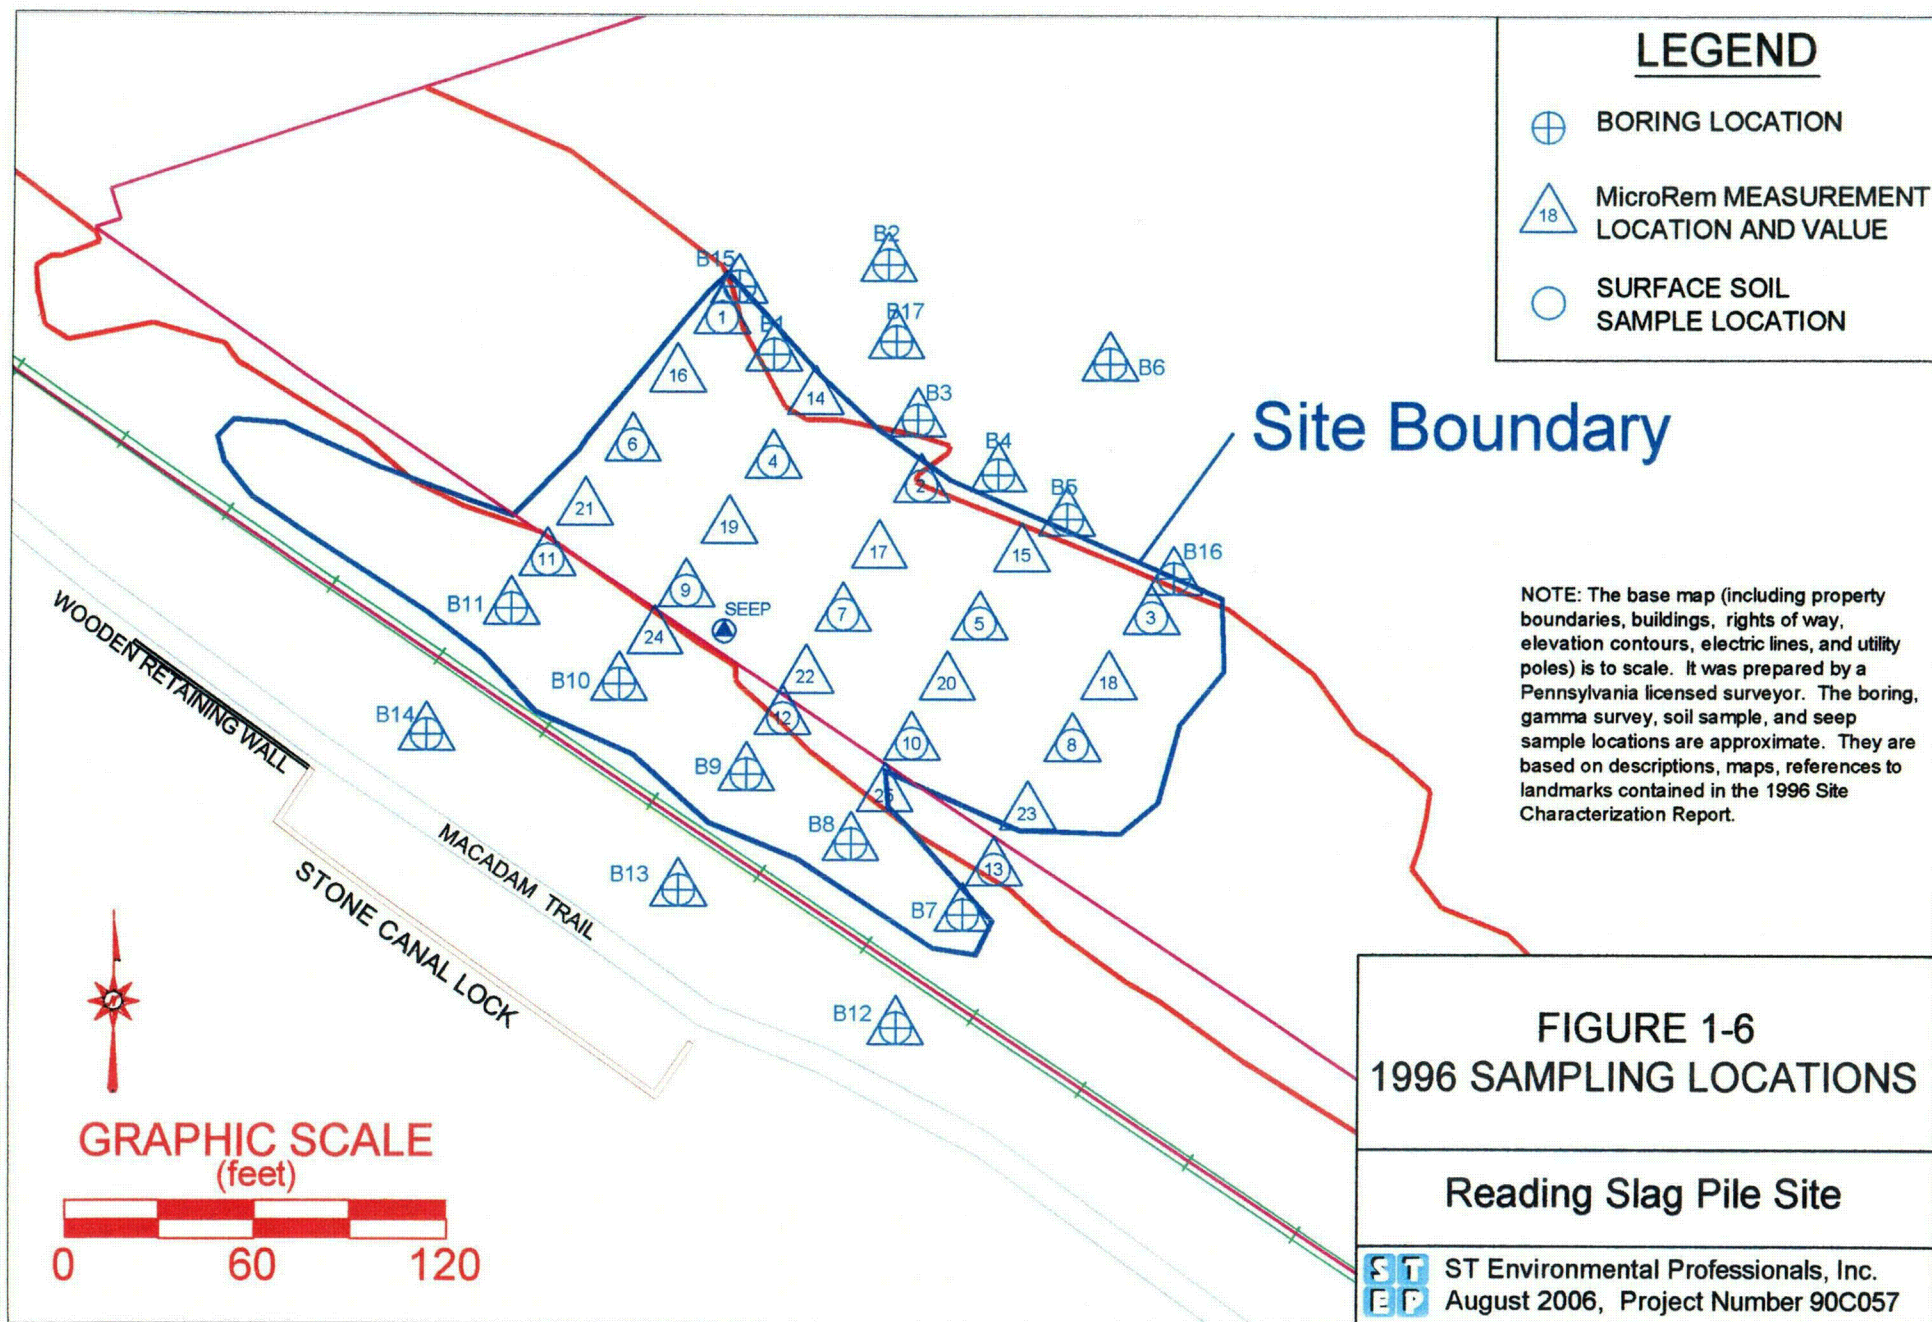 LEGEND
BORING LOCATION
18
MicroRem MEASUREMENT
LOCATION AND VALUE
SURFACE SOIL
SAMPLE LOCATION
B2
B15
B17
1
B1
B6
16
14
B3
Site Boundary
6
4
B4
2
B5
21
19
17
15
B16
11
9
B11
SEEP
7
5
3
24
22
20
18
B10
12
B14
10
8
B9
25
23
B8
13
B13
B7
B12
WOODEN RETAINING WALL
MACADAM TRAIL
STONE CANAL LOCK
NOTE: The base map (including property
boundaries, buildings, rights of way,
elevation contours, electric lines, and utility
poles) is to scale. It was prepared by a
Pennsylvania licensed surveyor. The boring,
gamma survey, soil sample, and seep
sample locations are approximate. They are
based on descriptions, maps, references to
landmarks contained in the 1996 Site
Characterization Report.
N
GRAPHIC SCALE
(feet)
0 60 120
FIGURE 1-6
1996 SAMPLING LOCATIONS
Reading Slag Pile Site
ST
EP
ST Environmental Professionals, Inc.
August 2006, Project Number 90C057